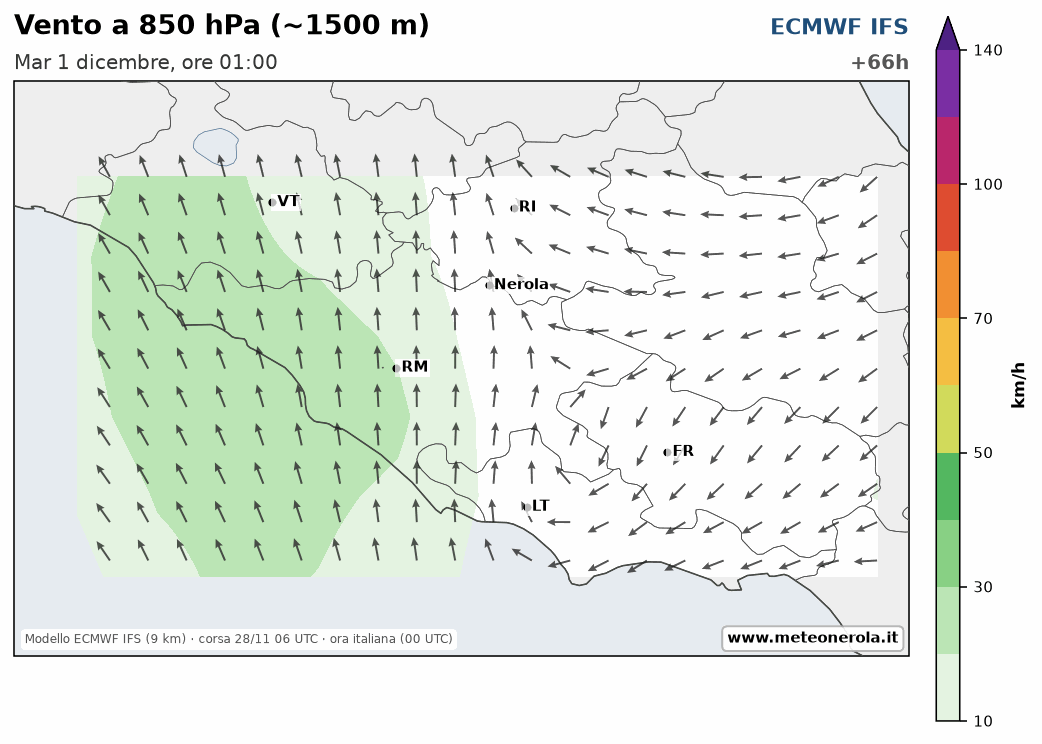 Vento a 850 hPa (~1500 m)
ECMWF IFS
Mar 1 dicembre, ore 01:00
+66h
140
100
70
50
30
10
km/h
VT
RI
Nerola
RM
FR
LT
Modello ECMWF IFS (9 km) · corsa 28/11 06 UTC · ora italiana (00 UTC)
www.meteonerola.it